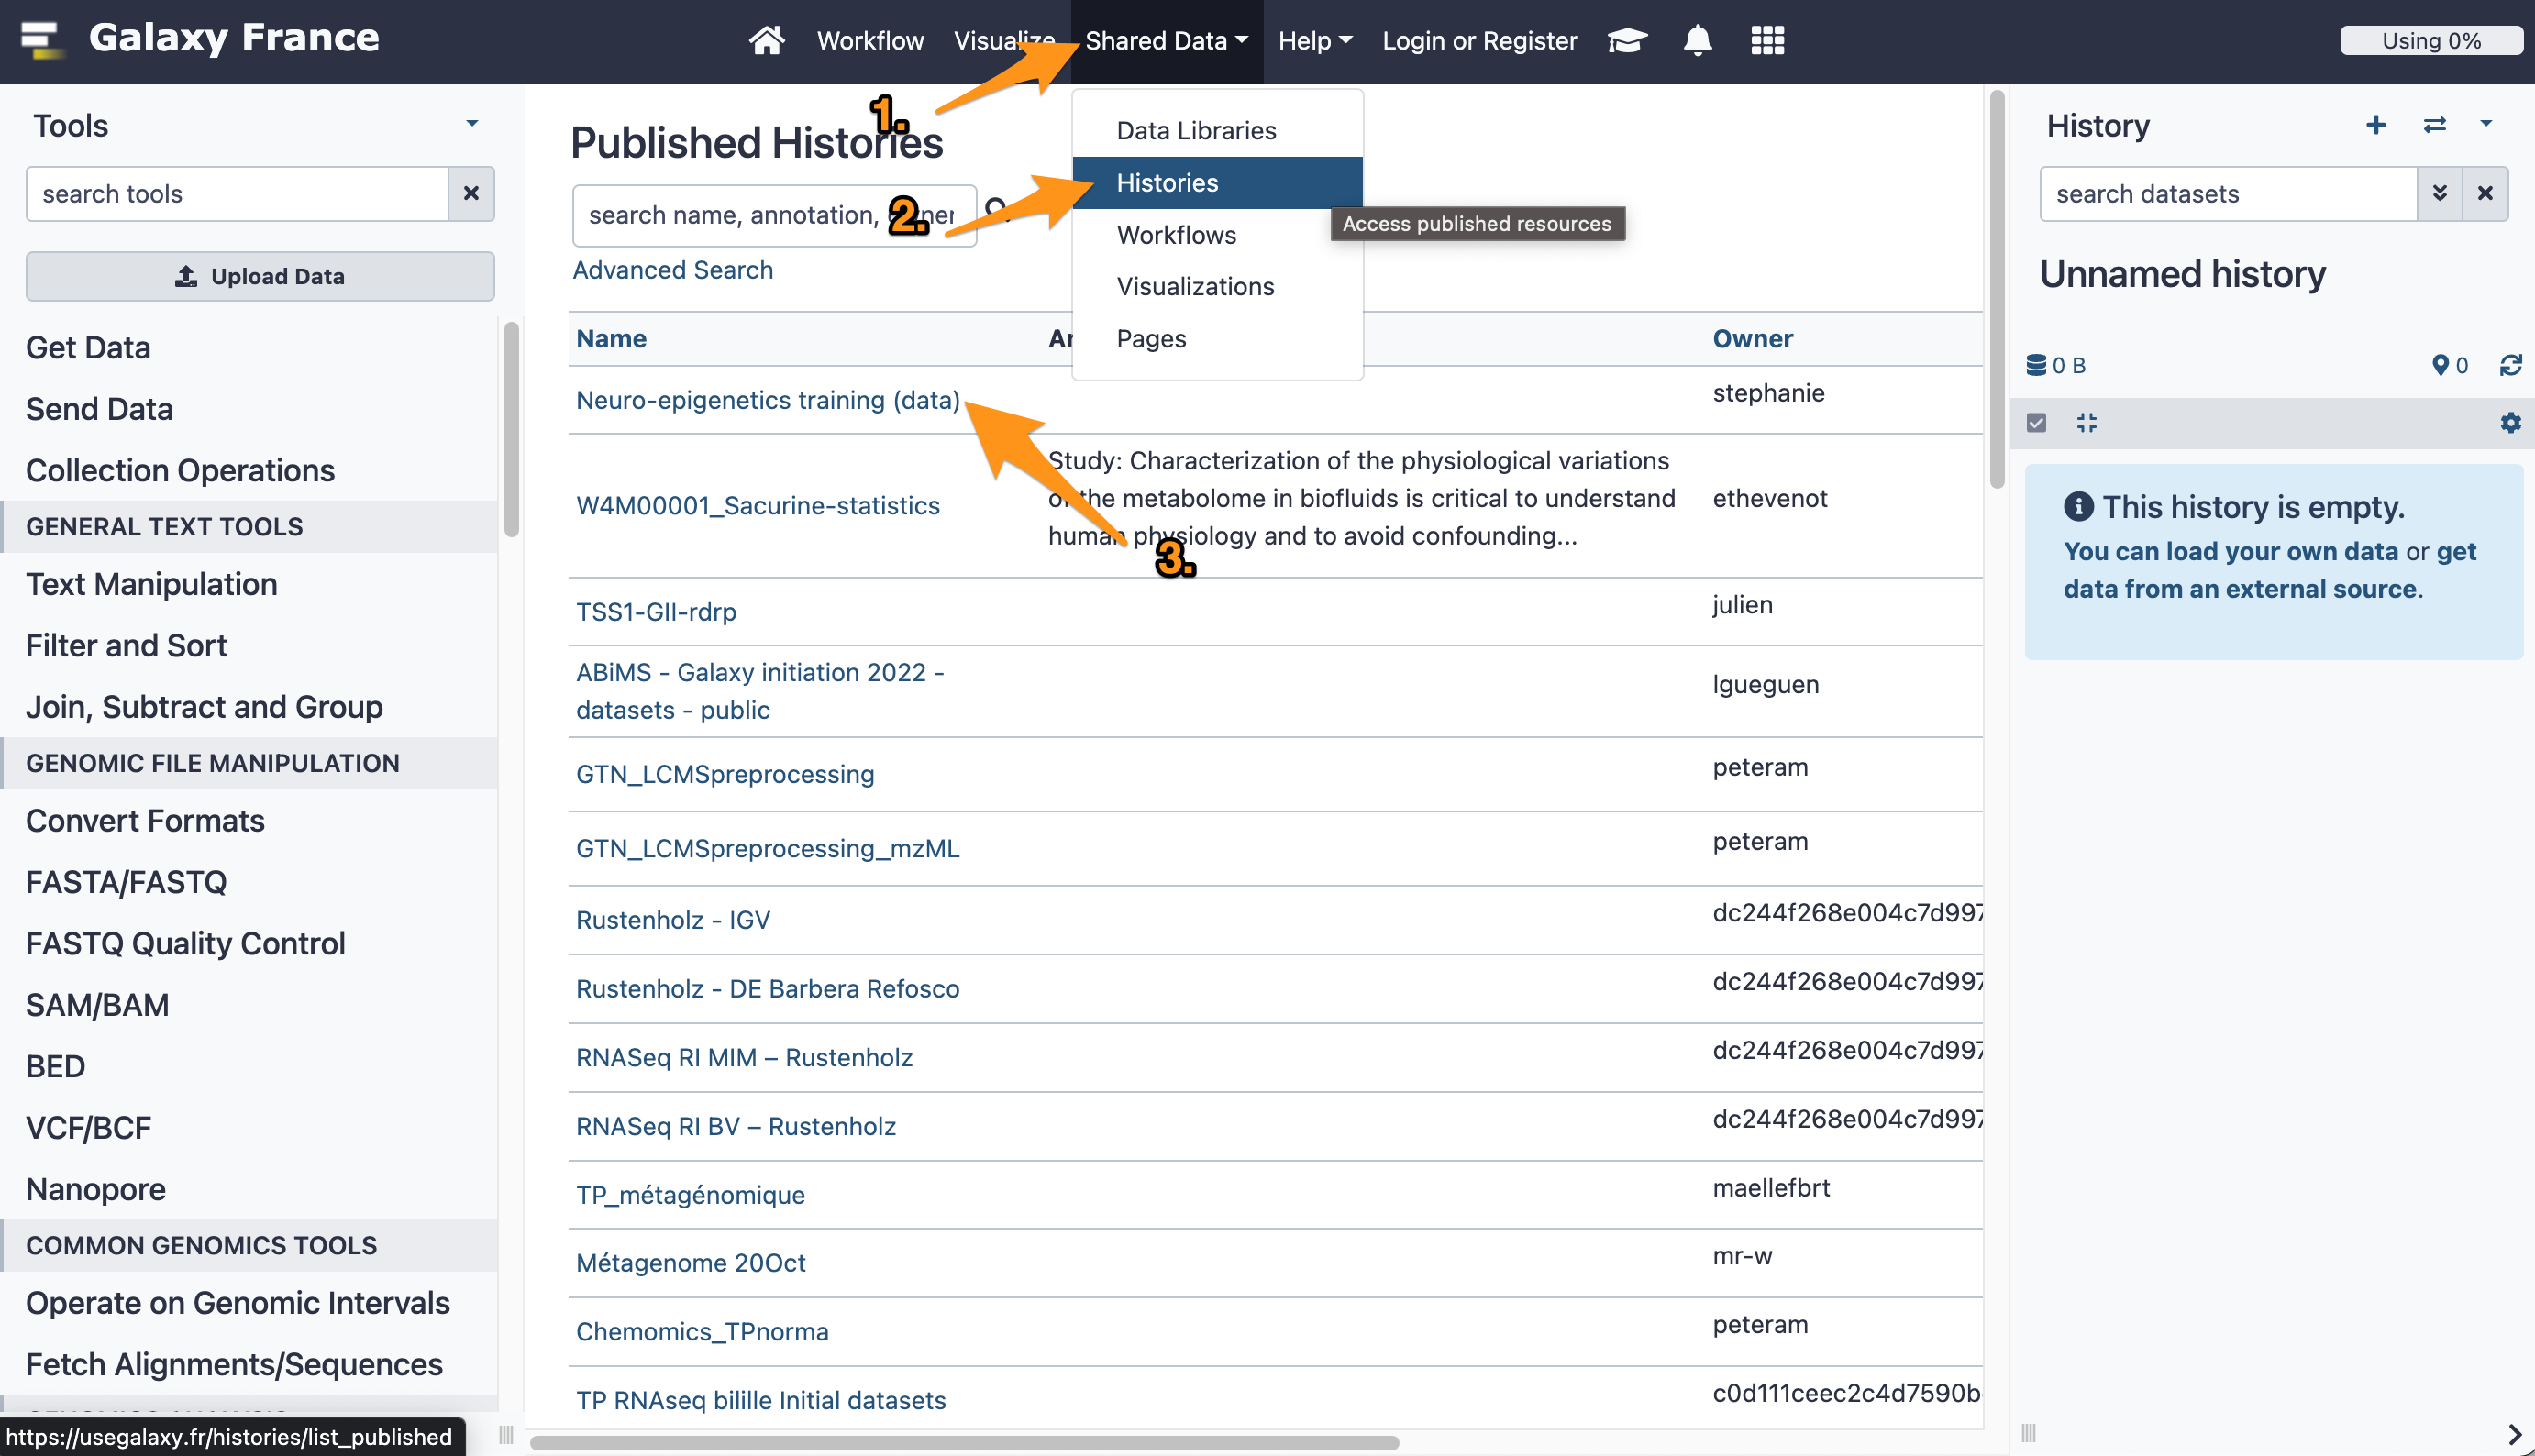 Galaxy France
Workflow
Visualize
Shared Data
Help
Login or Register
Using 0%
Tools
search tools
Upload Data
Get Data
Send Data
Collection Operations
GENERAL TEXT TOOLS
Text Manipulation
Filter and Sort
Join, Subtract and Group
GENOMIC FILE MANIPULATION
Convert Formats
FASTA/FASTQ
FASTQ Quality Control
SAM/BAM
BED
VCF/BCF
Nanopore
COMMON GENOMICS TOOLS
Operate on Genomic Intervals
Fetch Alignments/Sequences
https://usegalaxy.fr/histories/list_published
1.
Published Histories
2.
search name, annotation,
Advanced Search
Data Libraries
Histories
Workflows
Visualizations
Pages
Access published resources
Name
Owner
Neuro-epigenetics training (data)
stephanie
3.
W4M00001_Sacurine-statistics
Study: Characterization of the physiological variations
of the metabolome in biofluids is critical to understand
human physiology and to avoid confounding...
ethevenot
TSS1-GII-rdrp
julien
ABiMS - Galaxy initiation 2022 -
datasets - public
lgueguen
GTN_LCMSpreprocessing
peteram
GTN_LCMSpreprocessing_mzML
peteram
Rustenholz - IGV
dc244f268e004c7d997
Rustenholz - DE Barbera Refosco
dc244f268e004c7d997
RNASeq RI MIM – Rustenholz
dc244f268e004c7d997
RNASeq RI BV – Rustenholz
dc244f268e004c7d997
TP_métagénomique
maellefbrt
Métagenome 20Oct
mr-w
Chemomics_TPnorma
peteram
TP RNAseq bilille Initial datasets
c0d111ceec2c4d7590b
History
search datasets
Unnamed history
0 B
0
This history is empty.
You can load your own data or get
data from an external source.